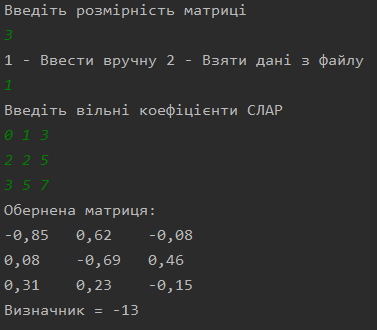 Введіть розмірність матриці
3
1 - Ввести вручну 2 - Взяти дані з файлу
1
Введіть вільні коефіцієнти СЛАР
0 1 3
2 2 5
3 5 7
Обернена матриця:
-0,85 0,62 -0,08
0,08 -0,69 0,46
0,31 0,23 -0,15
Визначник = -13